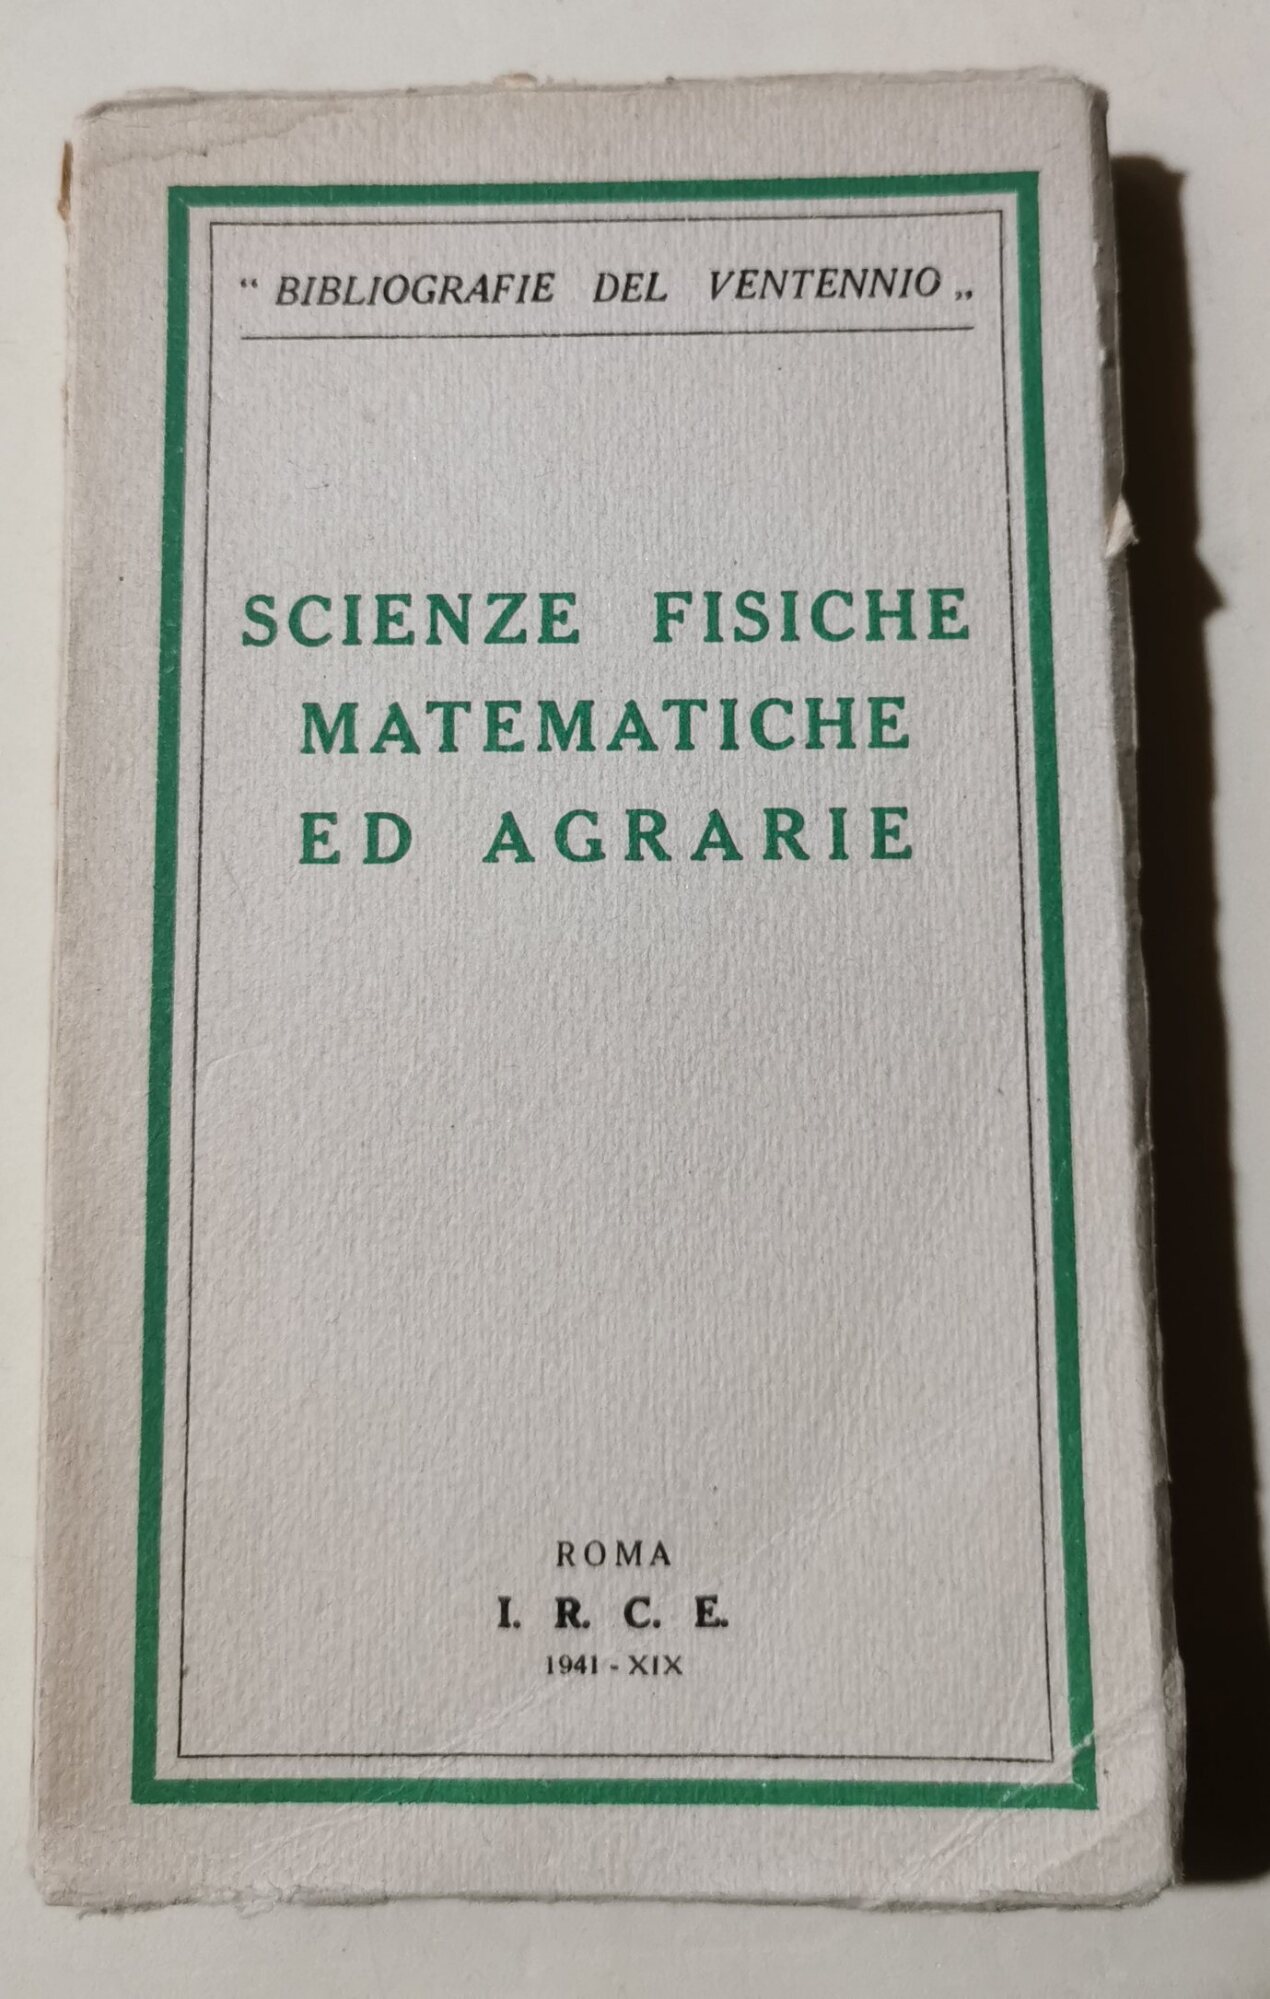 “ BIBLIOGRAFIE DEL VENTENNIO „
SCIENZE FISICHE
MATEMATICHE
ED AGRARIE
ROMA
I. R. C. E.
1941 - XIX